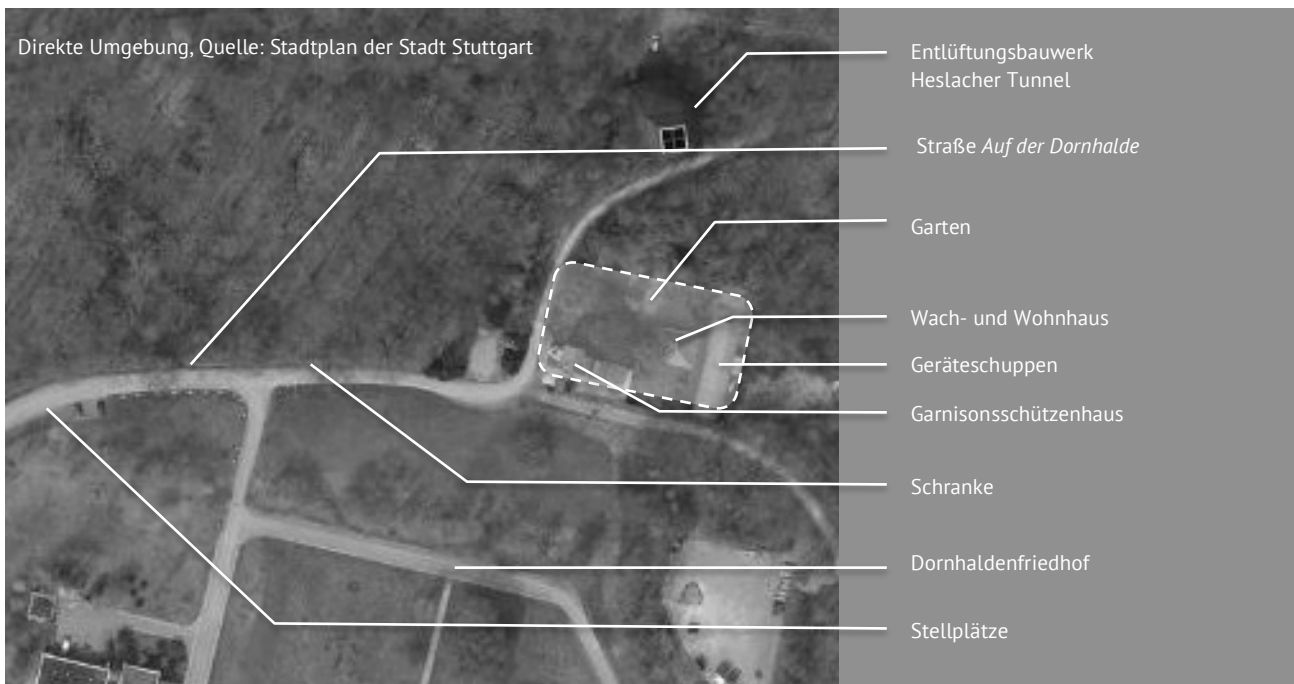 Direkte Umgebung, Quelle: Stadtplan der Stadt Stuttgart
Entlüftungsbauwerk
Heslacher Tunnel
Straße Auf der Dornhalde
Garten
Wach- und Wohnhaus
Geräteschuppen
Garnisonsschützenhaus
Schranke
Dornhaldenfriedhof
Stellplätze